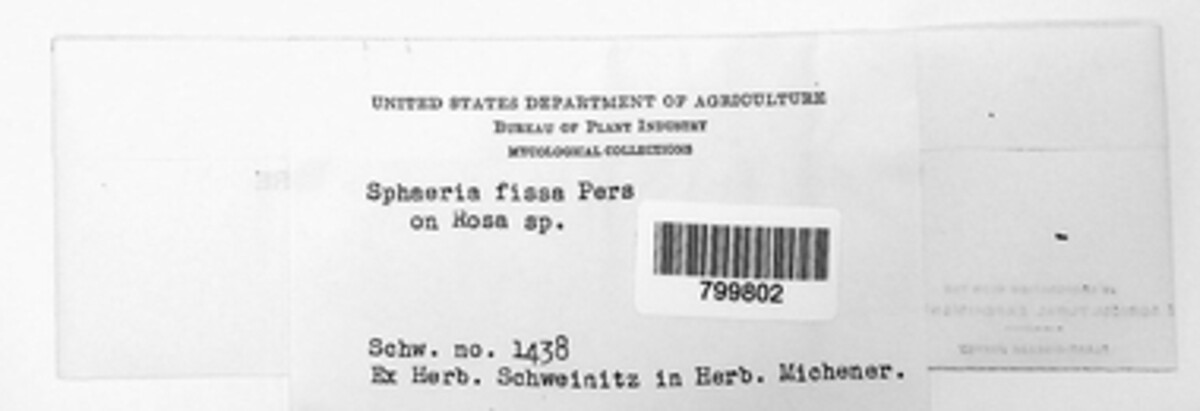 UNITED STATES DEPARTMENT OF AGRICULTURE
BUREAU OF PLANT INDUSTRY
MYCOLOGICAL COLLECTIONS
Sphaeria fissa Pers
on Rosa sp.
799802
Schw. no. 1438
Ex Herb. Schweinitz in Herb. Michener.